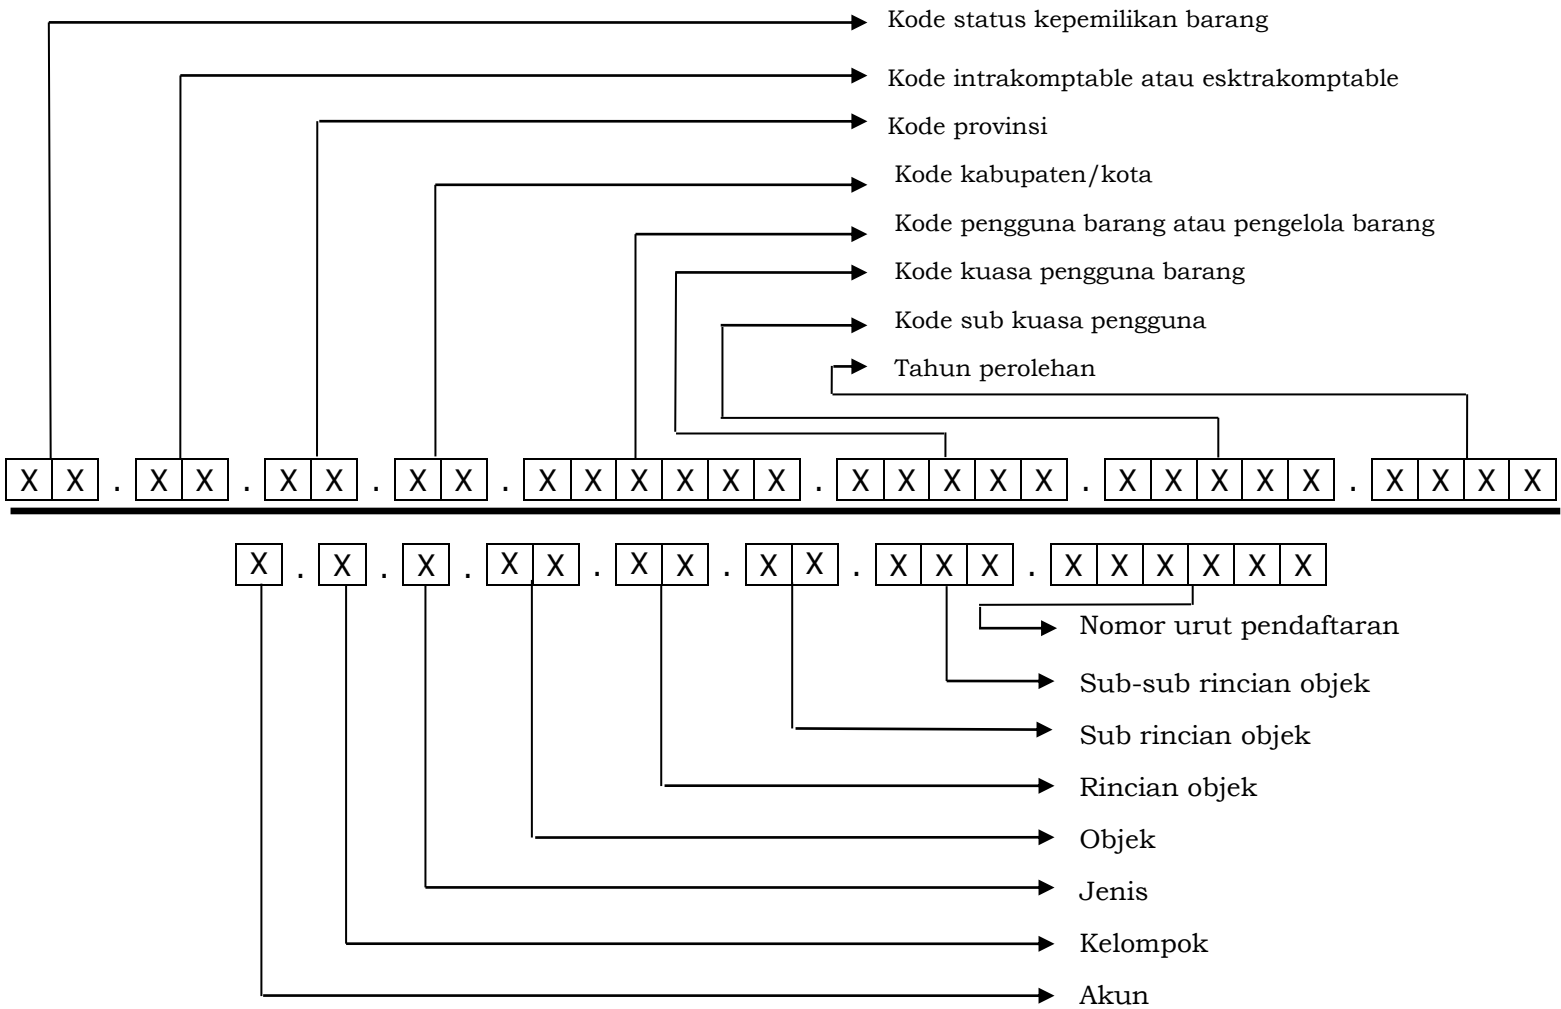 Kode status kepemilikan barang
Kode intrakomptable atau esktrakomptable
Kode provinsi
Kode kabupaten/kota
Kode pengguna barang atau pengelola barang
Kode kuasa pengguna barang
Kode sub kuasa pengguna
Tahun perolehan
X X . X X . X X . X X . X X X X X X . X X X X X . X X X X X . X X X X
X . X . X . X X . X X . X X . X X X . X X X X X X
Nomor urut pendaftaran
Sub-sub rincian objek
Sub rincian objek
Rincian objek
Objek
Jenis
Kelompok
Akun